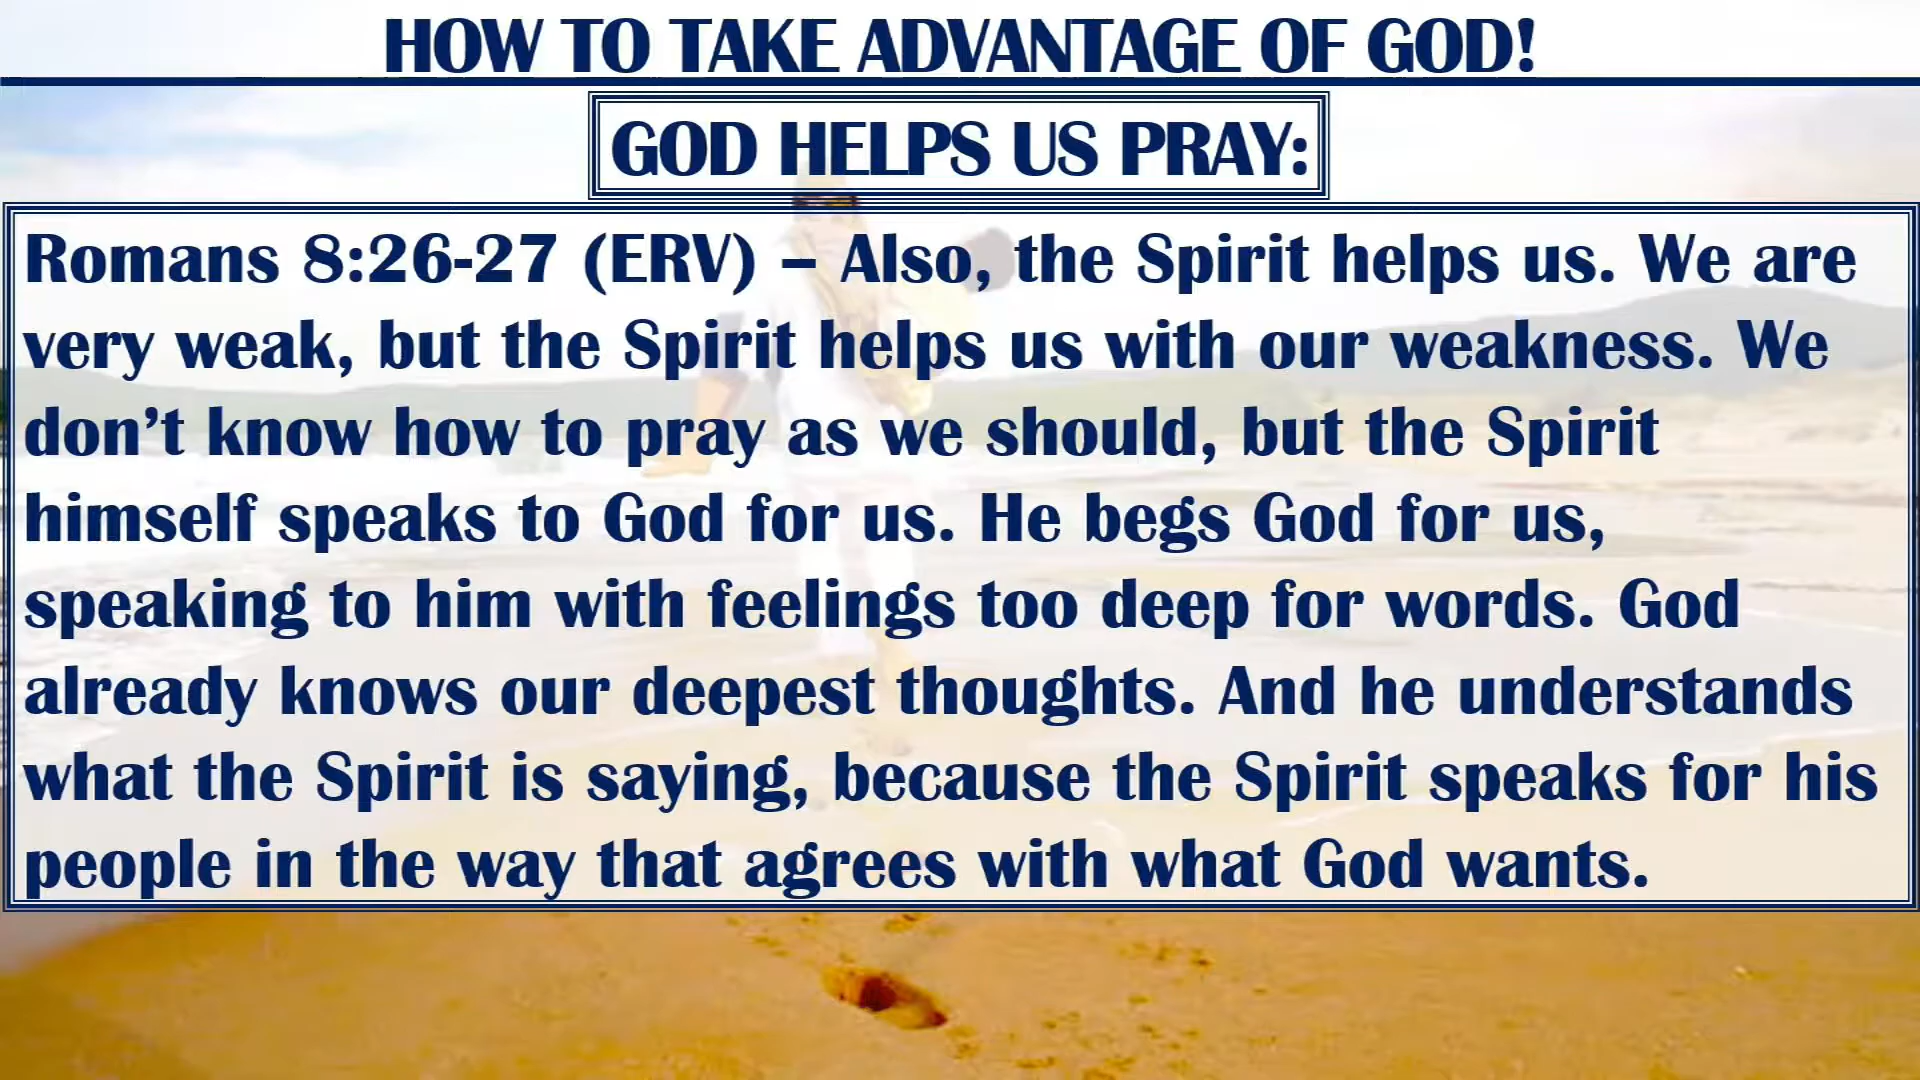 HOW TO TAKE ADVANTAGE OF GOD!
GOD HELPS US PRAY:
Romans 8:26-27 (ERV) – Also, the Spirit helps us. We are
very weak, but the Spirit helps us with our weakness. We
don’t know how to pray as we should, but the Spirit
himself speaks to God for us. He begs God for us,
speaking to him with feelings too deep for words. God
already knows our deepest thoughts. And he understands
what the Spirit is saying, because the Spirit speaks for his
people in the way that agrees with what God wants.